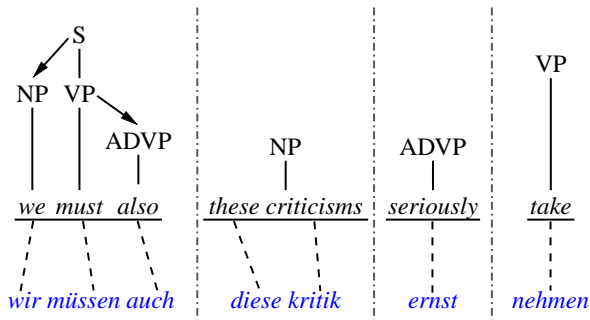 S
NP VP VP
ADVP NP ADVP
we must also these criticisms seriously take
wir müssen auch diese kritik ernst nehmen